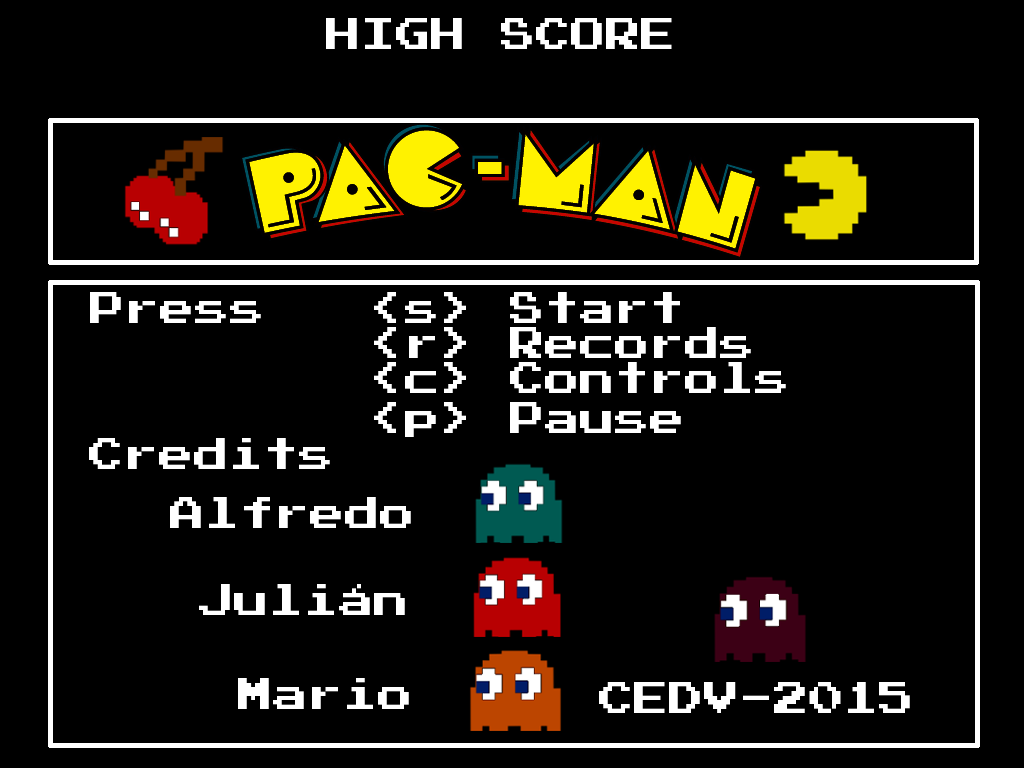 HIGH SCORE
PAC-MAN
Press <s> Start
<r> Records
<c> Controls
<p> Pause
Credits
Alfredo
Julián
Mario CEDV-2015